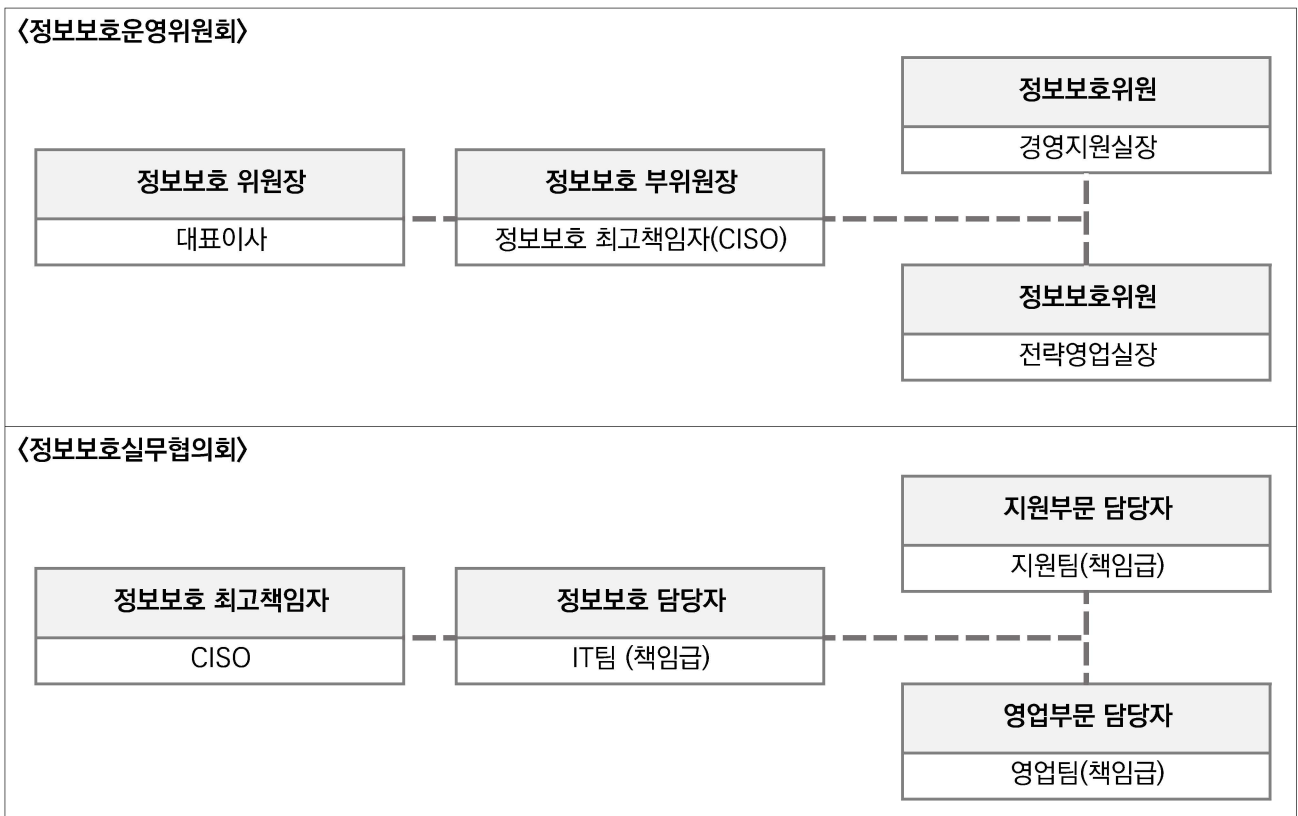 〈정보보호운영위원회〉
정보보호 위원장
대표이사
정보보호 부위원장
정보보호 최고책임자(CISO)
정보보호위원
경영지원실장
정보보호위원
전략영업실장
〈정보보호실무협의회〉
정보보호 최고책임자
CISO
정보보호 담당자
IT팀 (책임급)
지원부문 담당자
지원팀(책임급)
영업부문 담당자
영업팀(책임급)